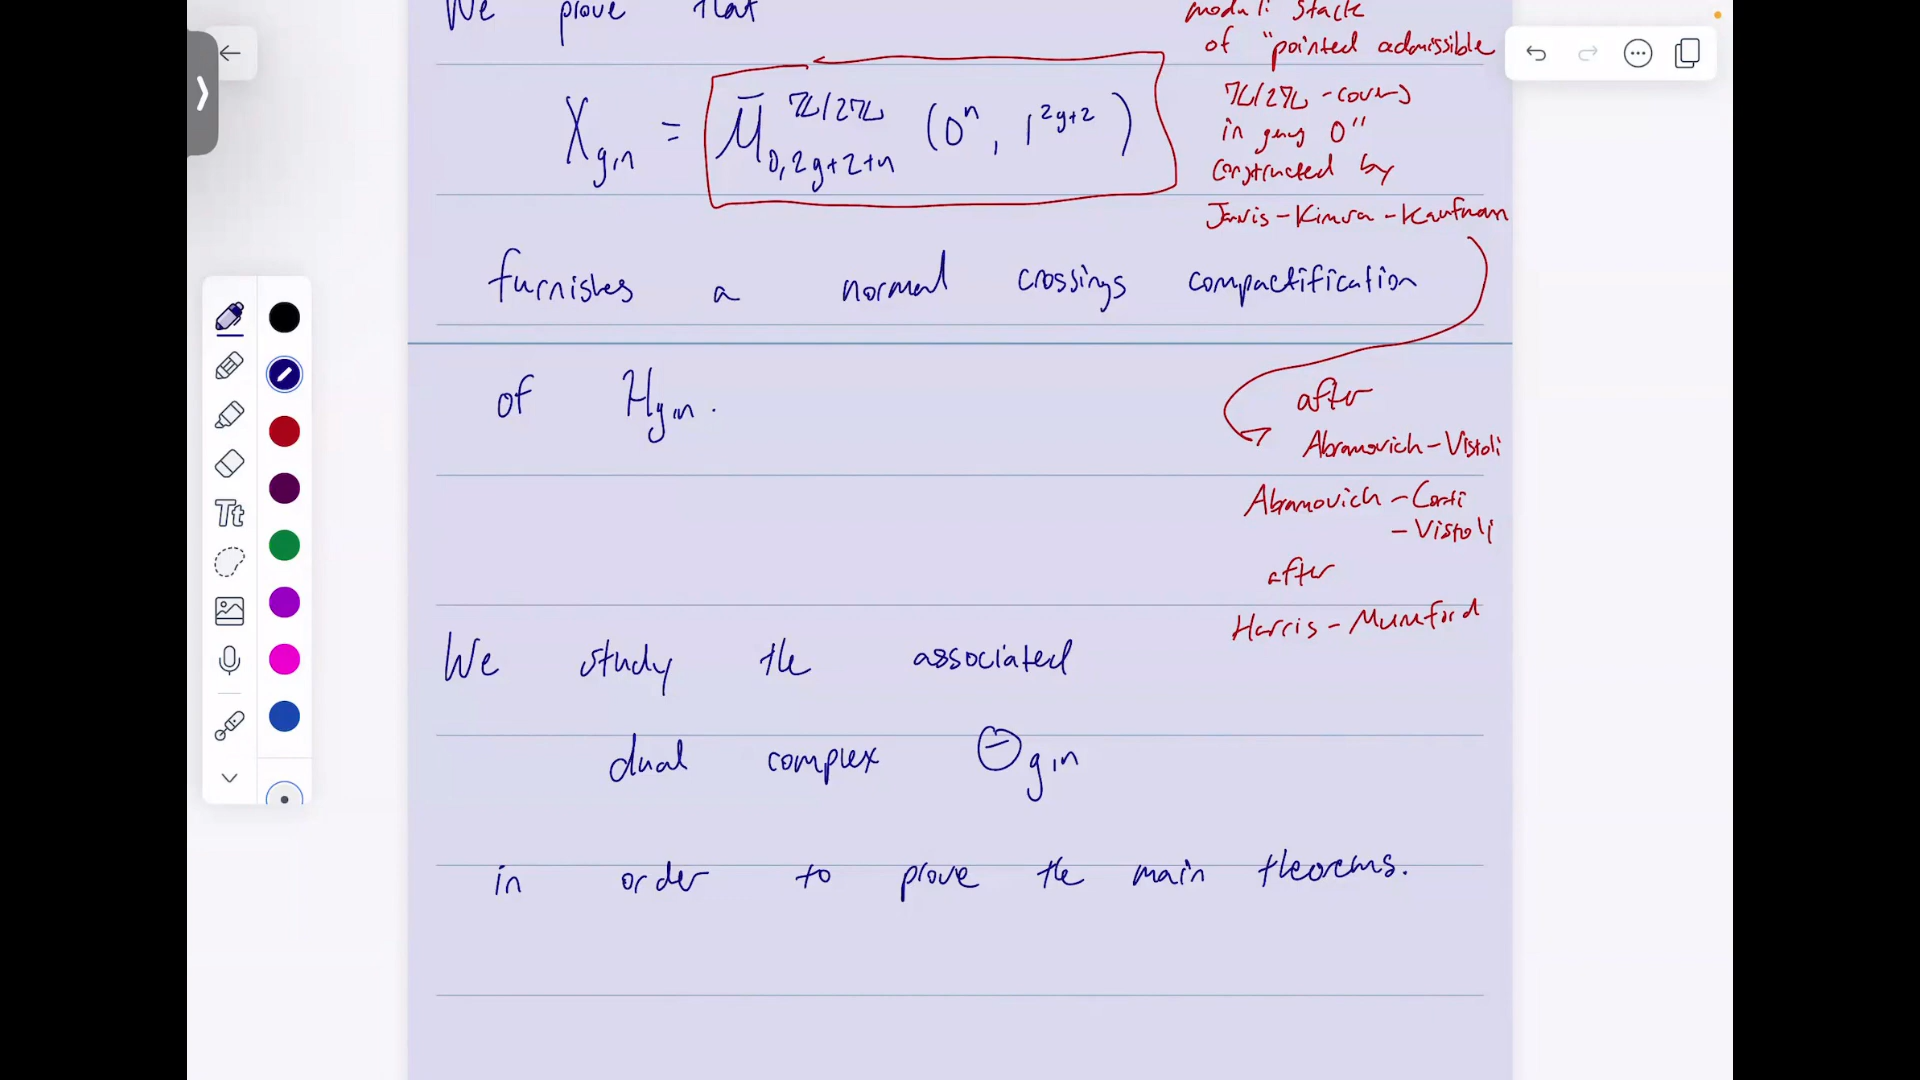 We prove that
X_{g,n} = \bar{M}_{0,2g+2+n}^{ℤ/2ℤ} (0^n, 1^{2g+2})
furnishes a normal crossings compactification
of H_{g,n}.
We study the associated
dual complex Θ_{g,n}
in order to prove the main theorems.
moduli stack
of "pointed admissible
ℤ/2ℤ-covers
in genus 0"
constructed by
Jarvis-Kimura-Kaufman
after
Abramovich-Vistoli
Abramovich-Corti
-Vistoli
after
Harris-Mumford
Tt